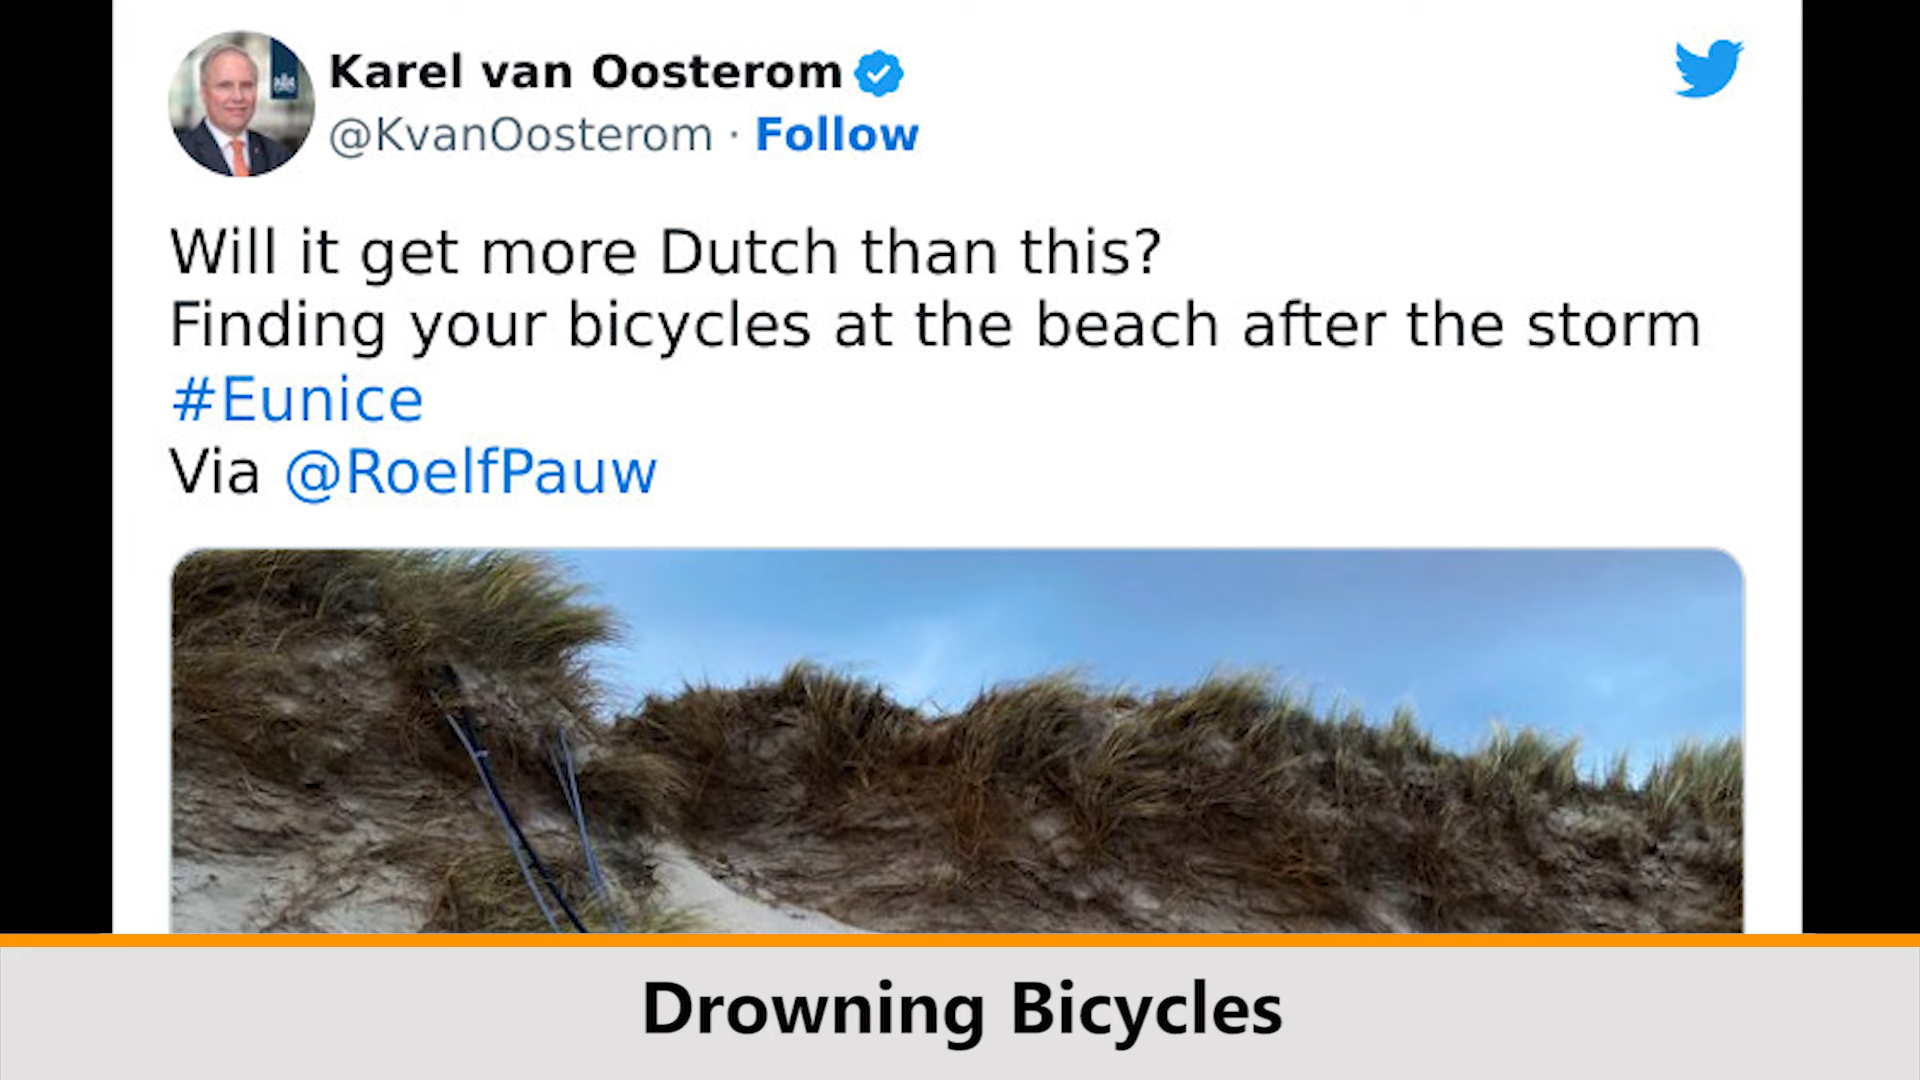 Karel van Oosterom
@KvanOosterom · Follow
Will it get more Dutch than this?
Finding your bicycles at the beach after the storm
#Eunice
Via @RoelfPauw
Drowning Bicycles